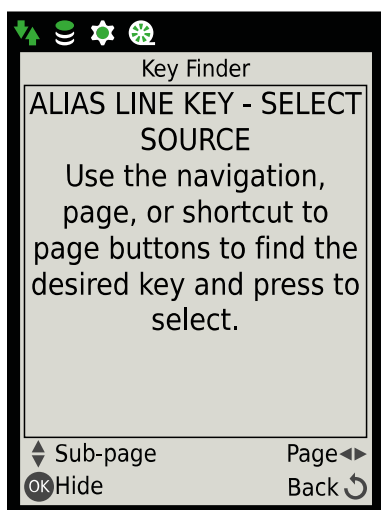 Key Finder
ALIAS LINE KEY - SELECT
SOURCE
Use the navigation,
page, or shortcut to
page buttons to find the
desired key and press to
select.
Sub-page Page
OK Hide Back